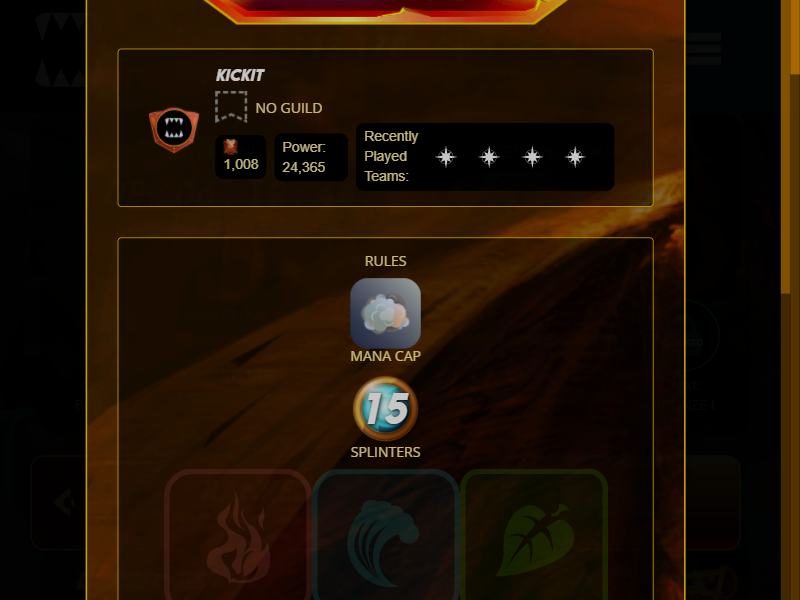 KICKIT
NO GUILD
1,008
Power:
24,365
Recently
Played
Teams:
RULES
MANA CAP
15
SPLINTERS